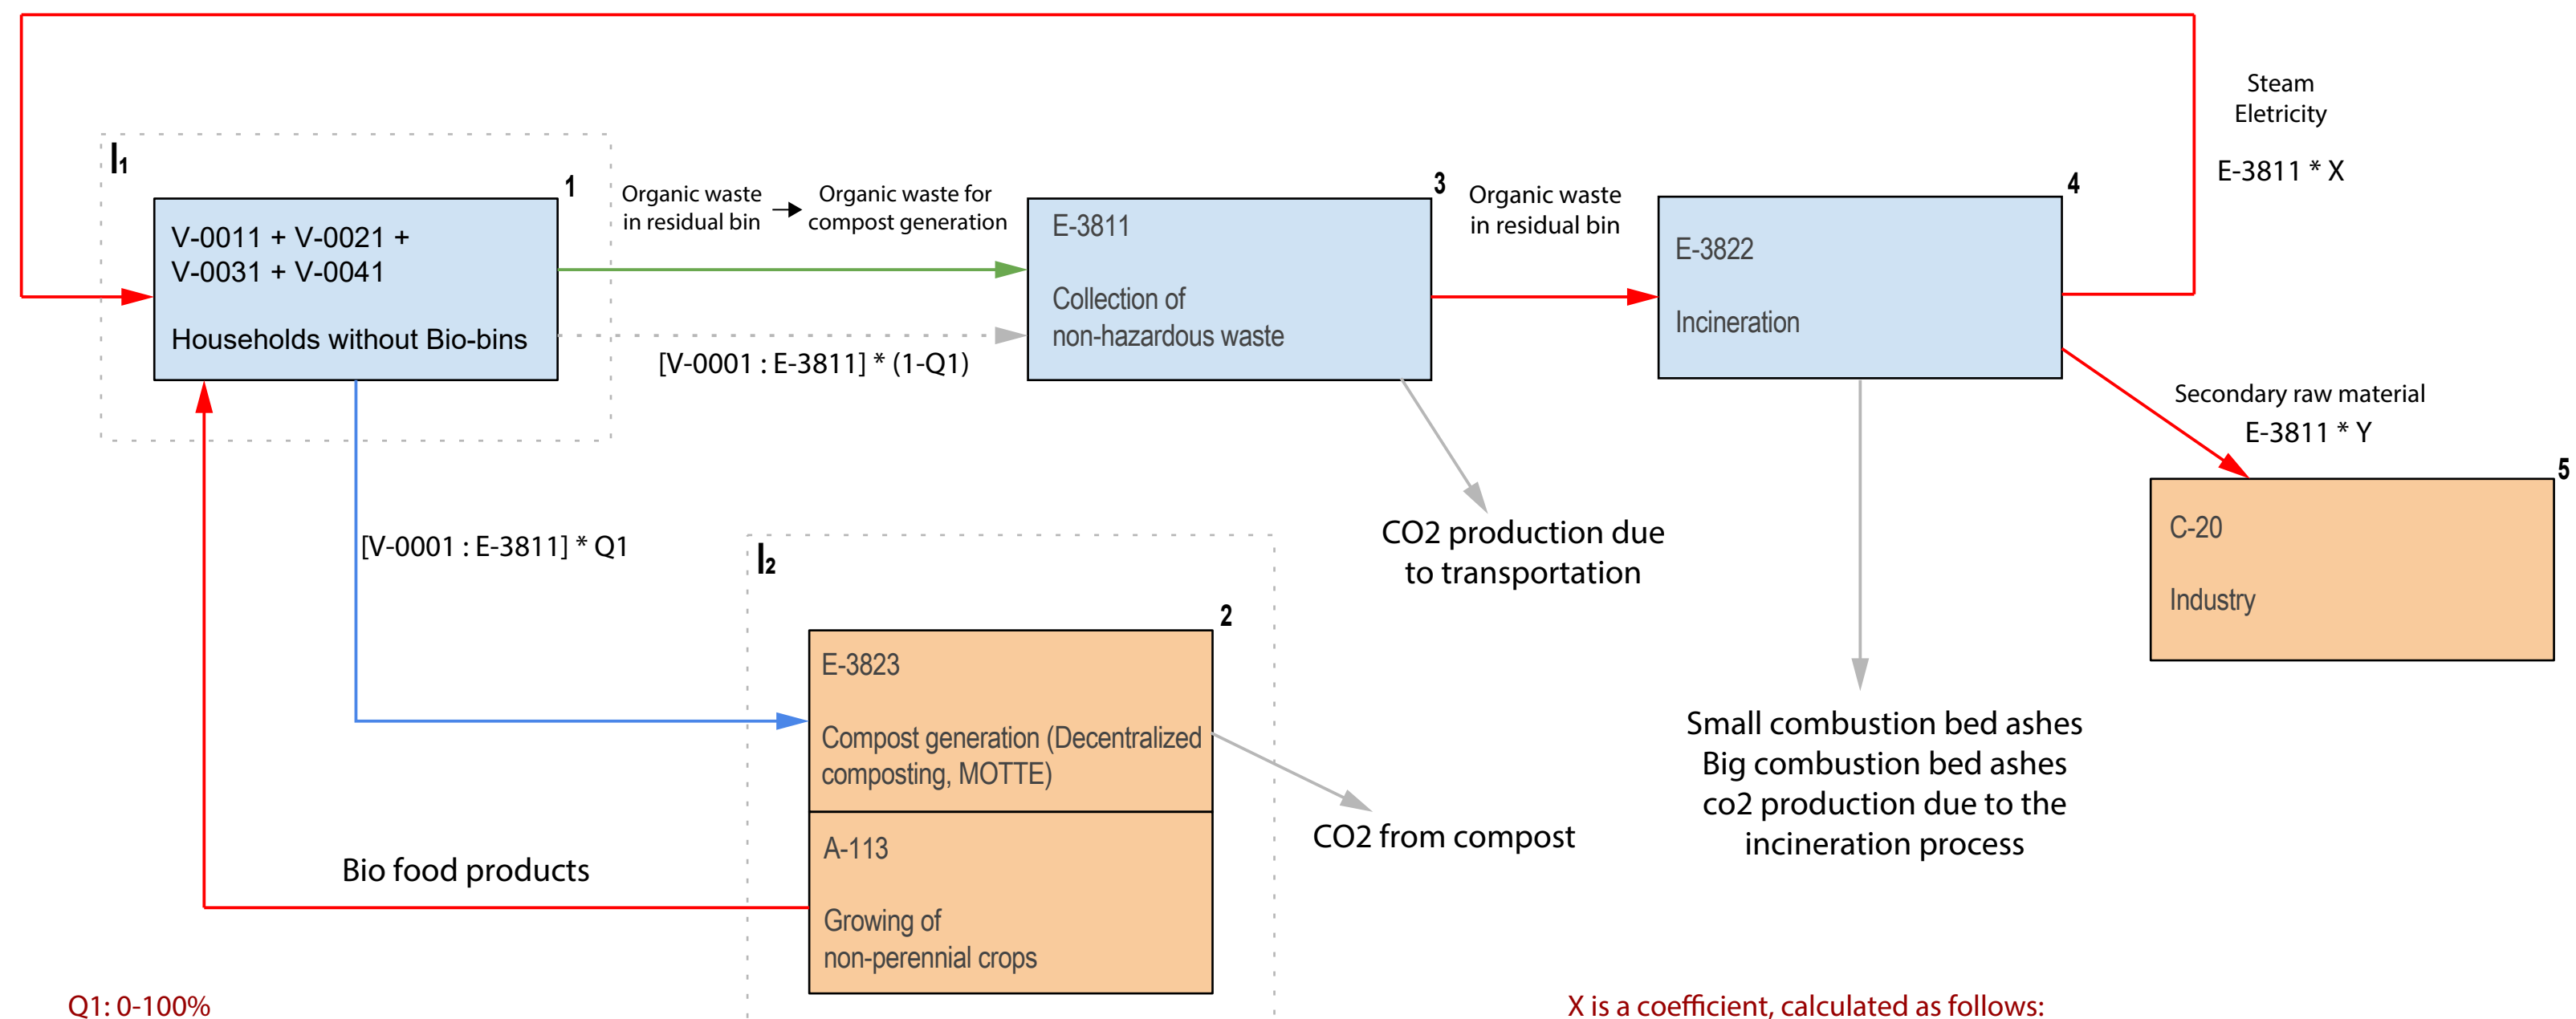 Steam
Eletricity
E-3811 * X
I1
1
V-0011 + V-0021 +
V-0031 + V-0041
Households without Bio-bins
Organic waste
in residual bin
Organic waste for
compost generation
[V-0001 : E-3811] * (1-Q1)
3
E-3811
Collection of
non-hazardous waste
Organic waste
in residual bin
4
E-3822
Incineration
Secondary raw material
E-3811 * Y
5
C-20
Industry
[V-0001 : E-3811] * Q1
CO2 production due
to transportation
I2
2
E-3823
Compost generation (Decentralized
composting, MOTTE)
A-113
Growing of
non-perennial crops
CO2 from compost
Small combustion bed ashes
Big combustion bed ashes
co2 production due to the
incineration process
Bio food products
Q1: 0-100%
X is a coefficient, calculated as follows: